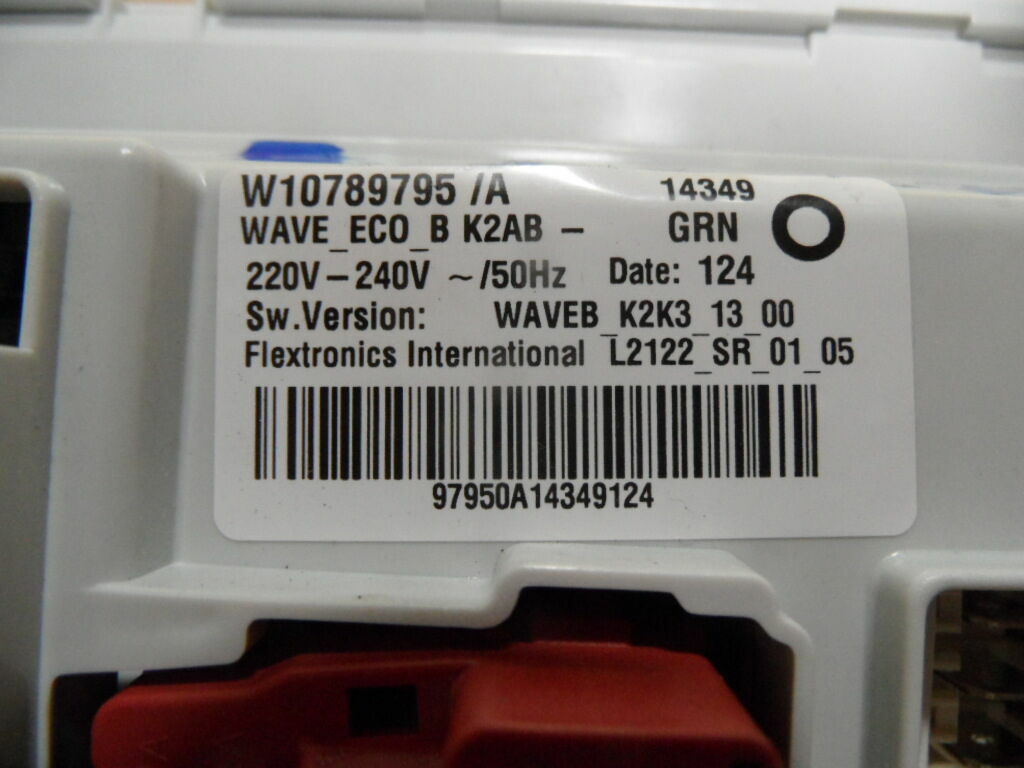 W10789795 /A 14349
WAVE_ECO_B K2AB – GRN
220V – 240V ~ /50Hz Date: 124
Sw.Version: WAVEB_K2K3_13_00
Flextronics International L2122_SR_01_05
97950A14349124